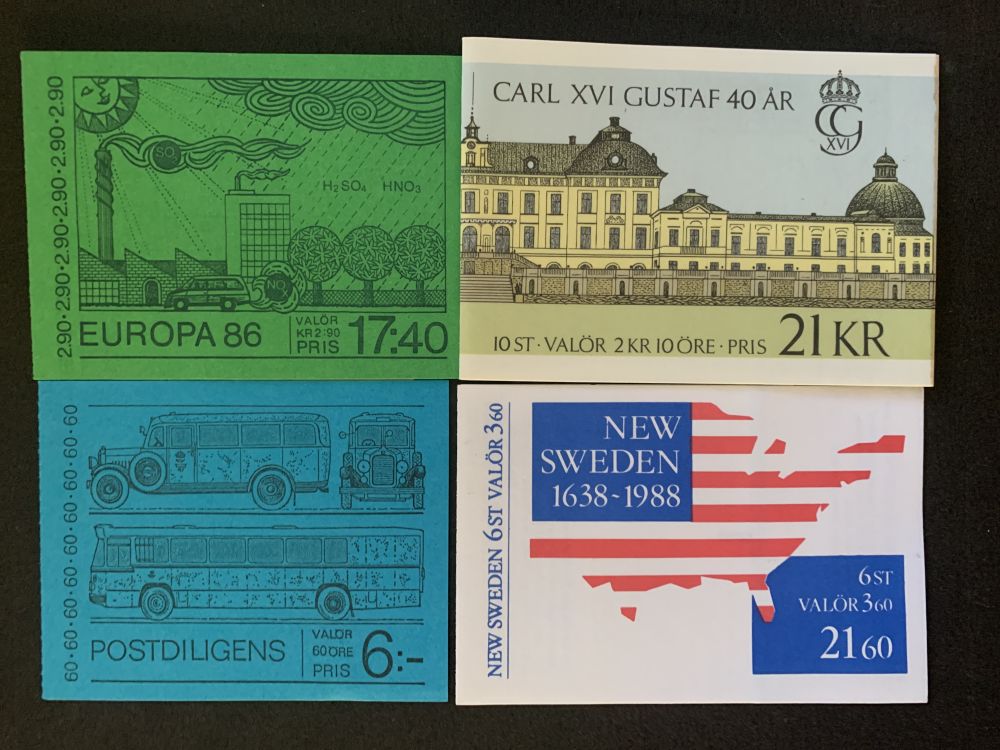 2.90·2.90·2.90·2.90·2.90·2.90
SO₂
H₂SO₄ HNO₃
EUROPA 86
VALÖR
KR 2:90
PRIS
17:40
CARL XVI GUSTAF 40 ÅR
CG
XVI
10 ST · VALÖR 2 KR 10 ÖRE · PRIS 21 KR
60·60·60·60·60·60·60·60·60·60
POSTDILIGENS
VALÖR
60 ÖRE
PRIS
6:-
NEW SWEDEN 6 ST VALÖR 3 60
NEW
SWEDEN
1638~1988
6 ST
VALÖR 3 60
21 60